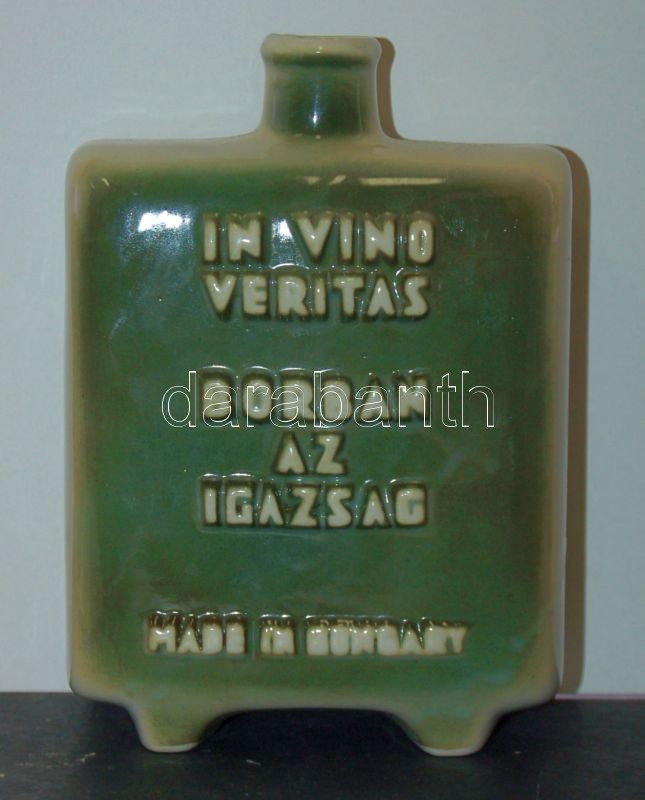 IN VINO
VERITAS
BORBAN
darabanth
AZ
IGAZSAG
MADE IN HUNGARY